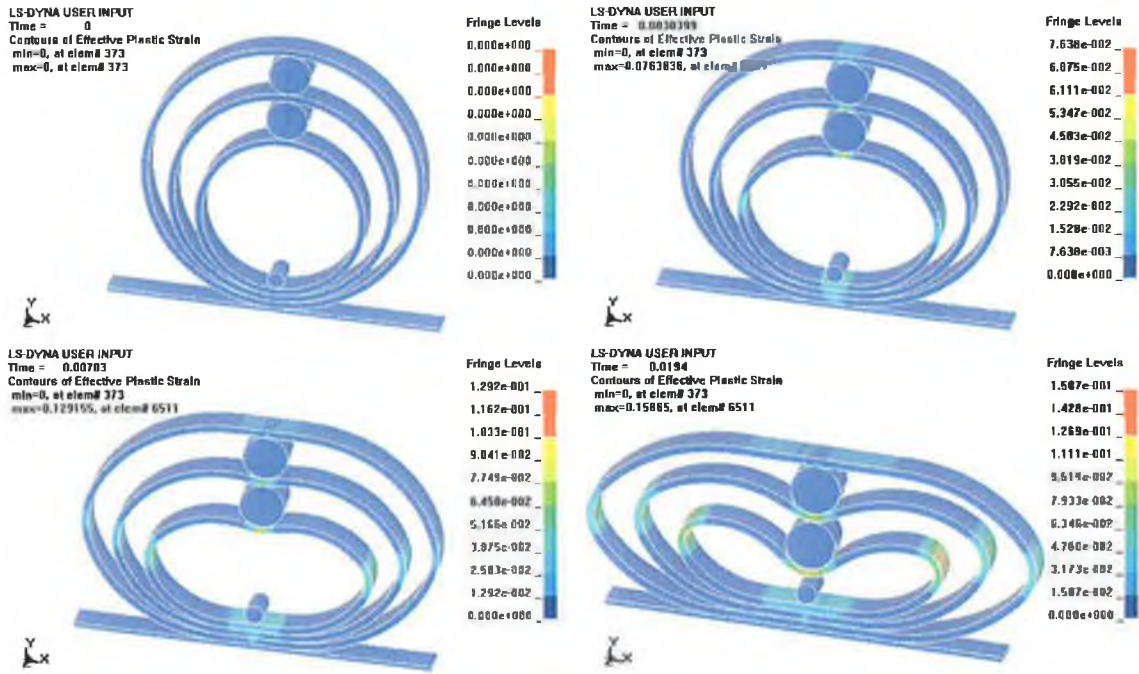 LS-DYNA USER INPUT
Time = 0
Contours of Effective Plastic Strain
min=0, at elem# 373
max=0, at elem# 373
Fringe Levels
0.000e+000
0.000e+000
0.000e+000
0.000e+000
0.000e+000
0.000e+000
0.000e+000
0.000e+000
0.000e+000
0.000e+000
0.000e+000
Y
X
LS-DYNA USER INPUT
Time =
Contours of Effective Plastic Strain
min=0, at elem# 373
max=0.0763836, at elem#
Fringe Levels
7.638e-002
6.875e-002
6.111e-002
5.347e-002
4.583e-002
3.819e-002
3.055e-002
2.292e-002
1.528e-002
7.638e-003
0.000e+000
Y
X
LS-DYNA USER INPUT
Time = 0.00703
Contours of Effective Plastic Strain
min=0, at elem# 373
max=0.129155, at elem# 6511
Fringe Levels
1.292e-001
1.162e-001
1.033e-001
9.041e-002
7.749e-002
6.458e-002
5.166e-002
3.875e-002
2.583e-002
1.292e-002
0.000e+000
Y
X
LS-DYNA USER INPUT
Time = 0.0194
Contours of Effective Plastic Strain
min=0, at elem# 373
max=0.15865, at elem# 6511
Fringe Levels
1.587e-001
1.428e-001
1.269e-001
1.111e-001
7.933e-002
6.346e-002
4.760e-002
3.173e-002
1.587e-002
0.000e+000
Y
X